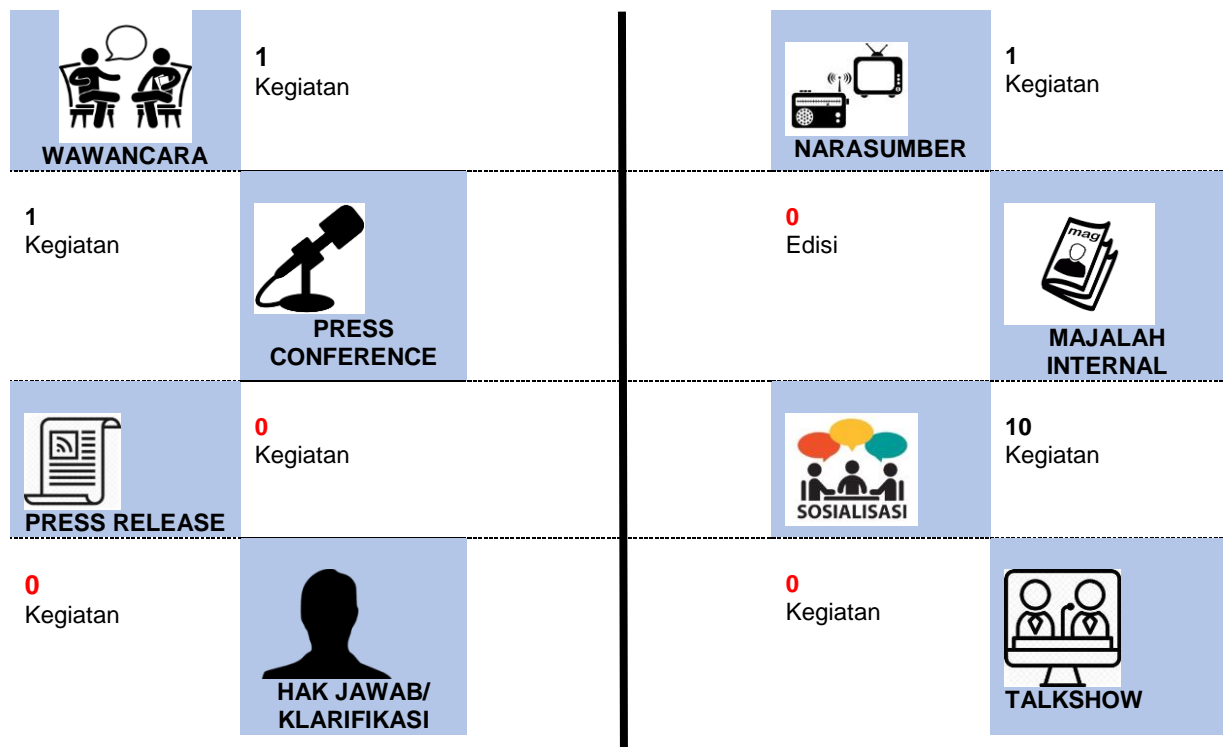 1
Kegiatan
WAWANCARA
1
Kegiatan
PRESS
CONFERENCE
0
Kegiatan
PRESS RELEASE
0
Kegiatan
HAK JAWAB/
KLARIFIKASI
1
Kegiatan
NARASUMBER
0
Edisi
mag
MAJALAH
INTERNAL
10
Kegiatan
SOSIALISASI
0
Kegiatan
TALKSHOW